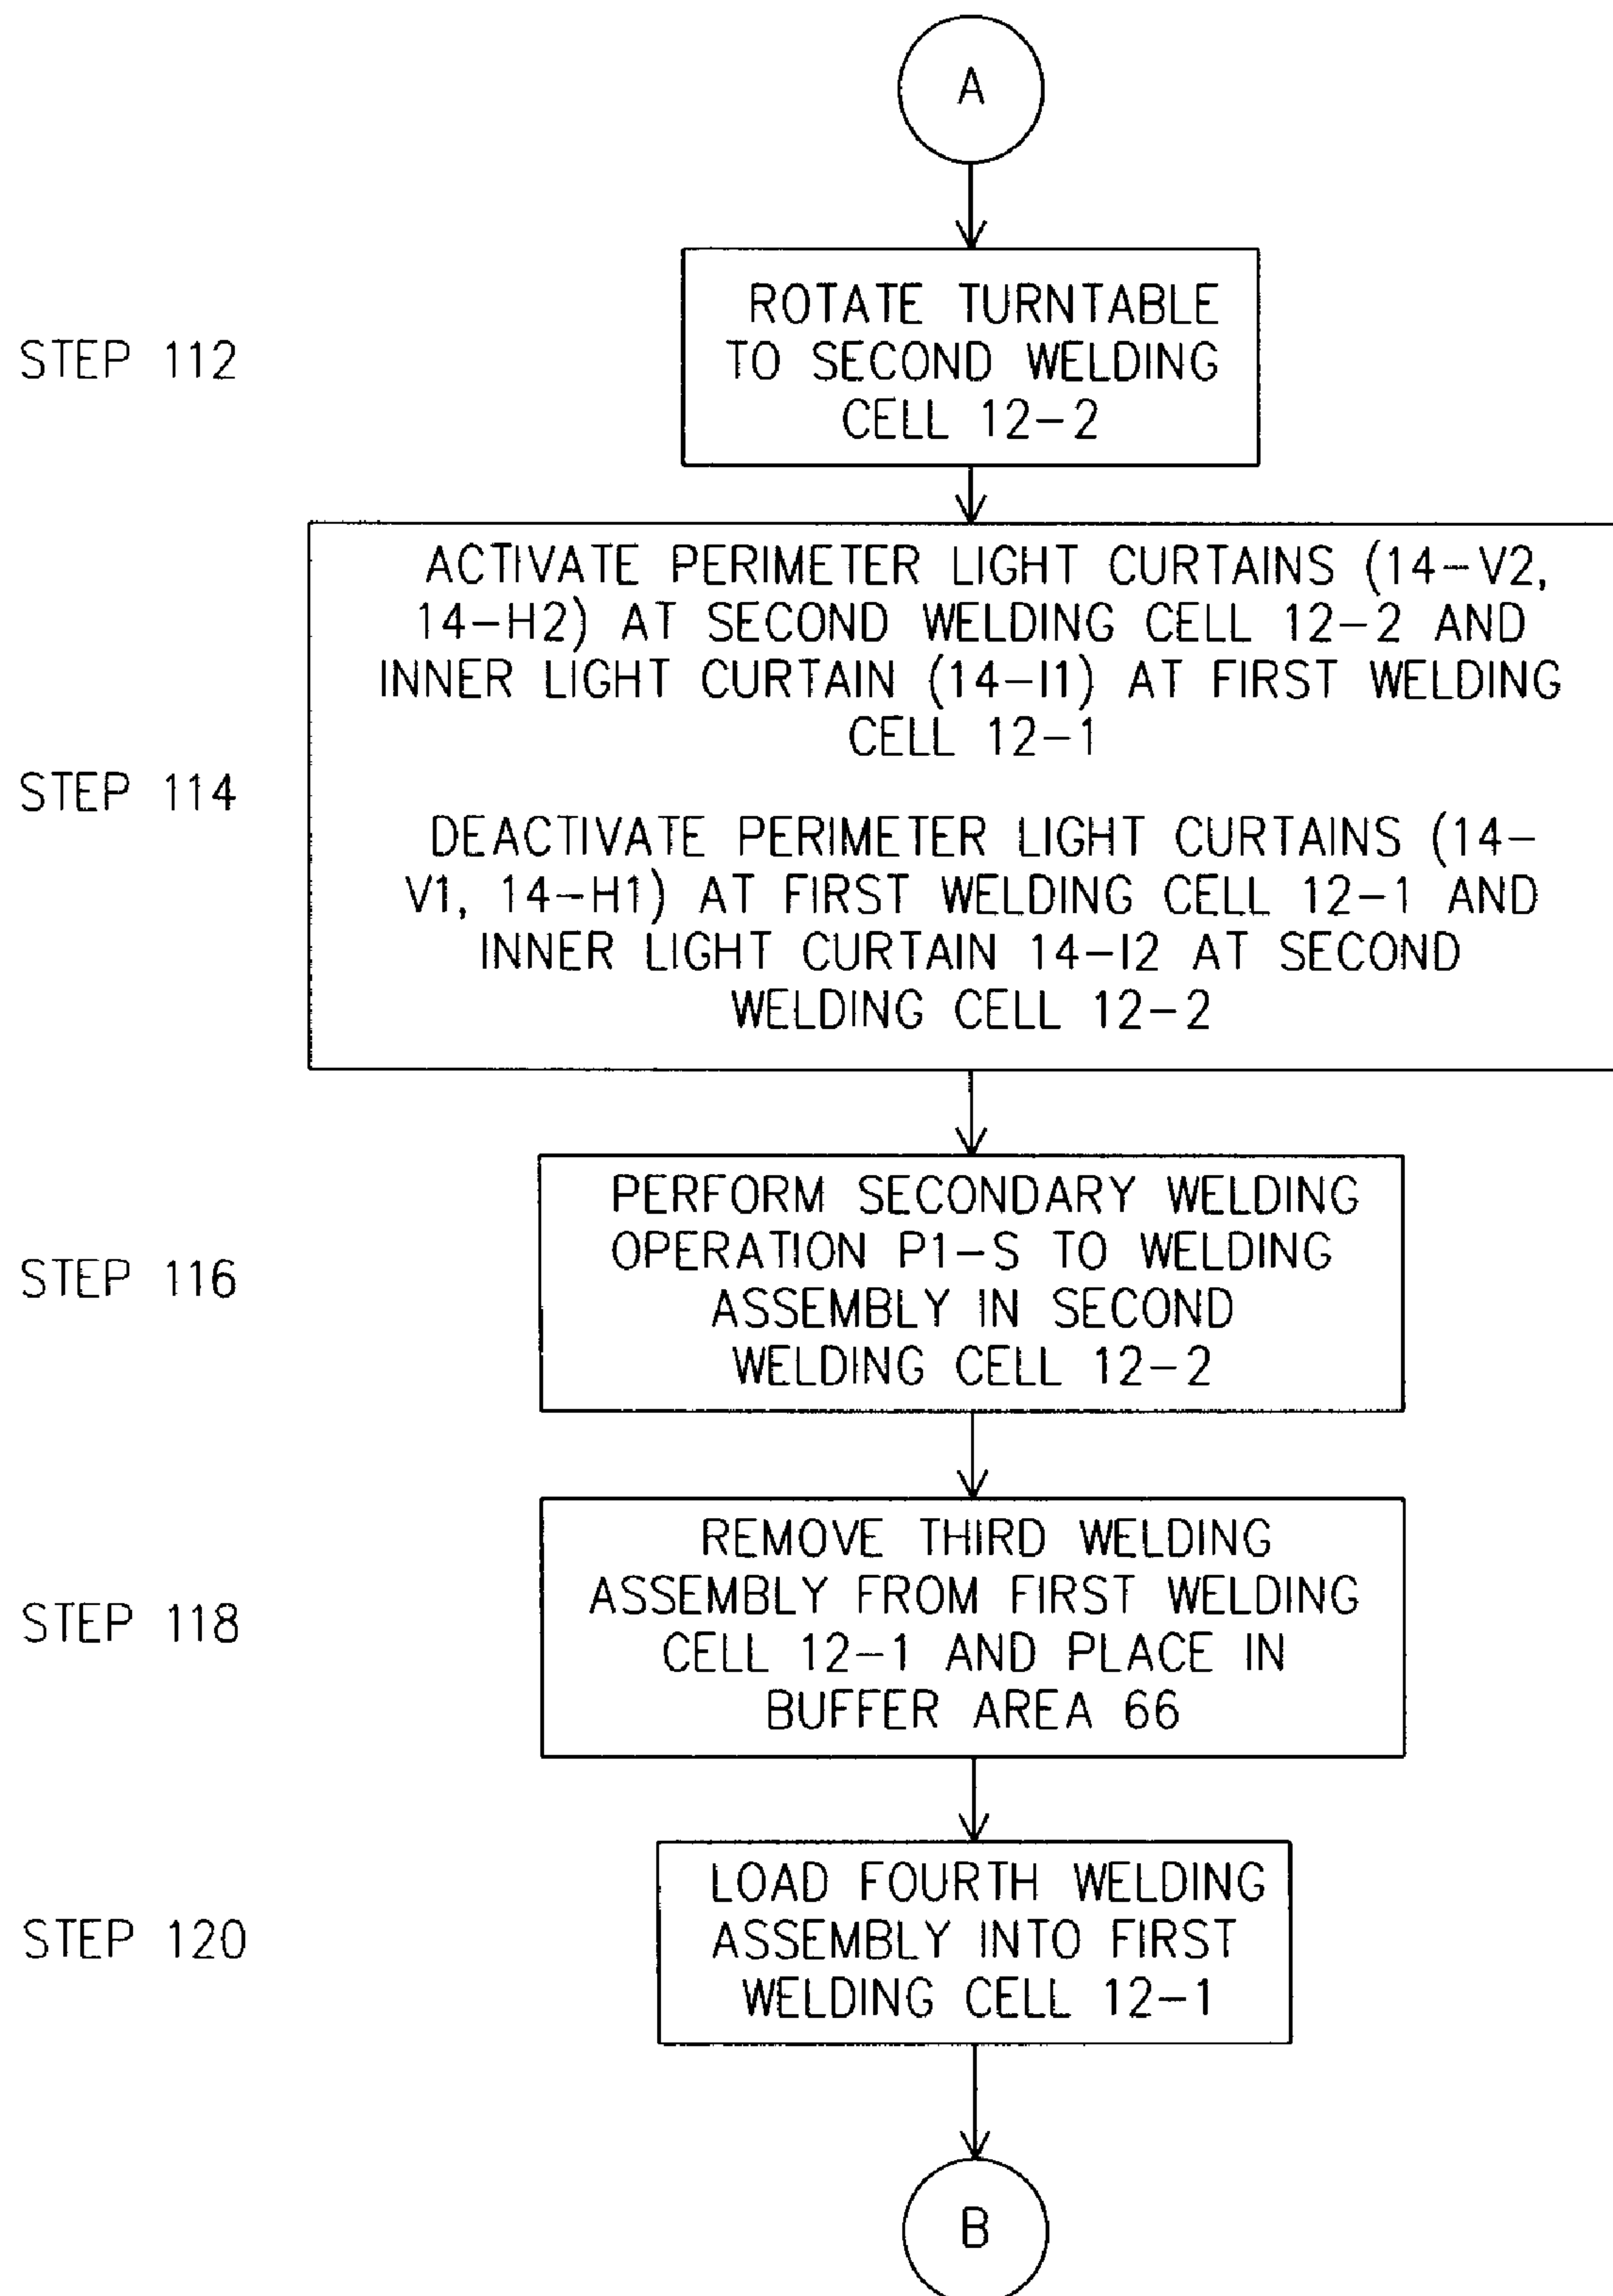 A
STEP 112
ROTATE TURNTABLE
TO SECOND WELDING
CELL 12-2
STEP 114
ACTIVATE PERIMETER LIGHT CURTAINS (14-V2,
14-H2) AT SECOND WELDING CELL 12-2 AND
INNER LIGHT CURTAIN (14-I1) AT FIRST WELDING
CELL 12-1
DEACTIVATE PERIMETER LIGHT CURTAINS (14-
V1, 14-H1) AT FIRST WELDING CELL 12-1 AND
INNER LIGHT CURTAIN 14-I2 AT SECOND
WELDING CELL 12-2
STEP 116
PERFORM SECONDARY WELDING
OPERATION P1-S TO WELDING
ASSEMBLY IN SECOND
WELDING CELL 12-2
STEP 118
REMOVE THIRD WELDING
ASSEMBLY FROM FIRST WELDING
CELL 12-1 AND PLACE IN
BUFFER AREA 66
STEP 120
LOAD FOURTH WELDING
ASSEMBLY INTO FIRST
WELDING CELL 12-1
B